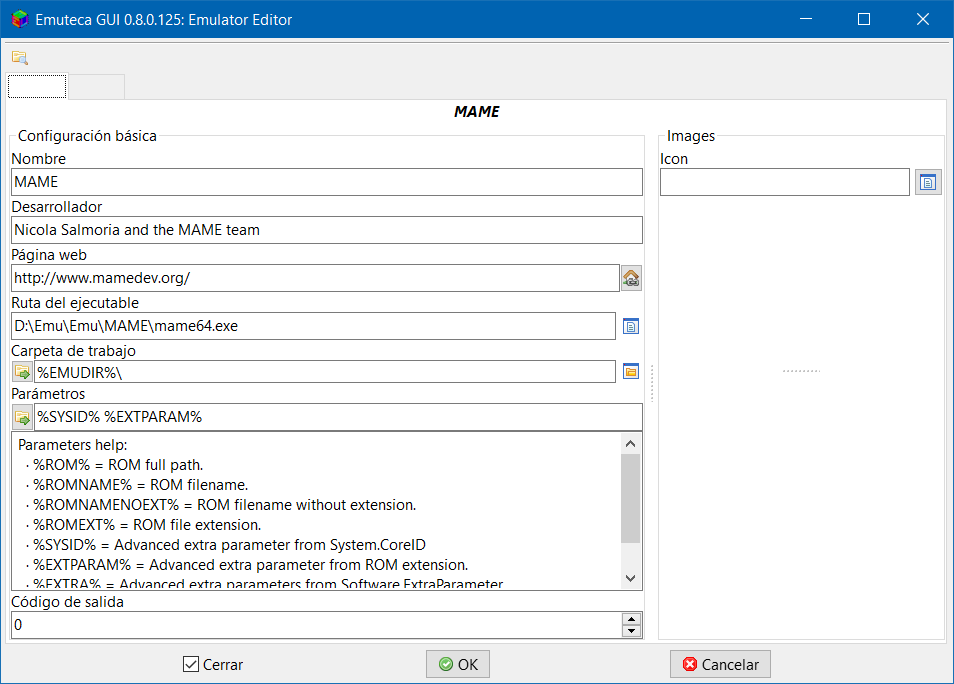 Emuteca GUI 0.8.0.125: Emulator Editor
MAME
Configuración básica
Images
Nombre
Icon
MAME
Desarrollador
Nicola Salmoria and the MAME team
Página web
http://www.mamedev.org/
Ruta del ejecutable
D:\Emu\Emu\MAME\mame64.exe
Carpeta de trabajo
%EMUDIR%\
Parámetros
%SYSID% %EXTPARAM%
Parameters help:
· %ROM% = ROM full path.
· %ROMNAME% = ROM filename.
· %ROMNAMENOEXT% = ROM filename without extension.
· %ROMEXT% = ROM file extension.
· %SYSID% = Advanced extra parameter from System.CoreID
· %EXTPARAM% = Advanced extra parameter from ROM extension.
· %EXTRA% = Advanced extra parameters from Software.ExtraParameter
Código de salida
0
Cerrar
OK
Cancelar